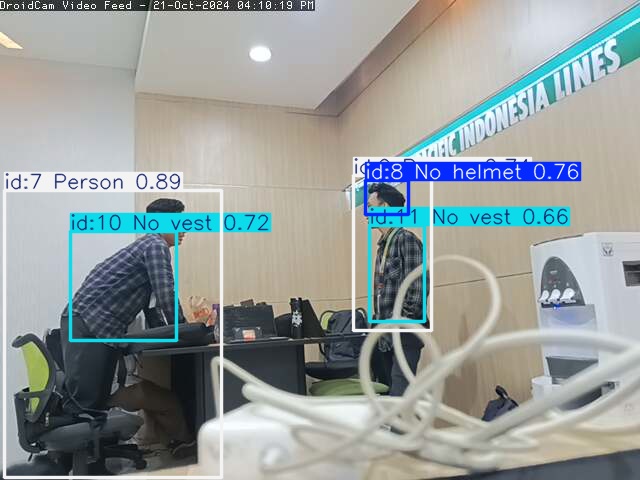 DroidCam Video Feed - 21-Oct-2024 04:10:19 PM
PACIFIC INDONESIA LINES
id:7 Person 0.89
id:8 No helmet 0.76
id:10 No vest 0.72
id:11 No vest 0.66